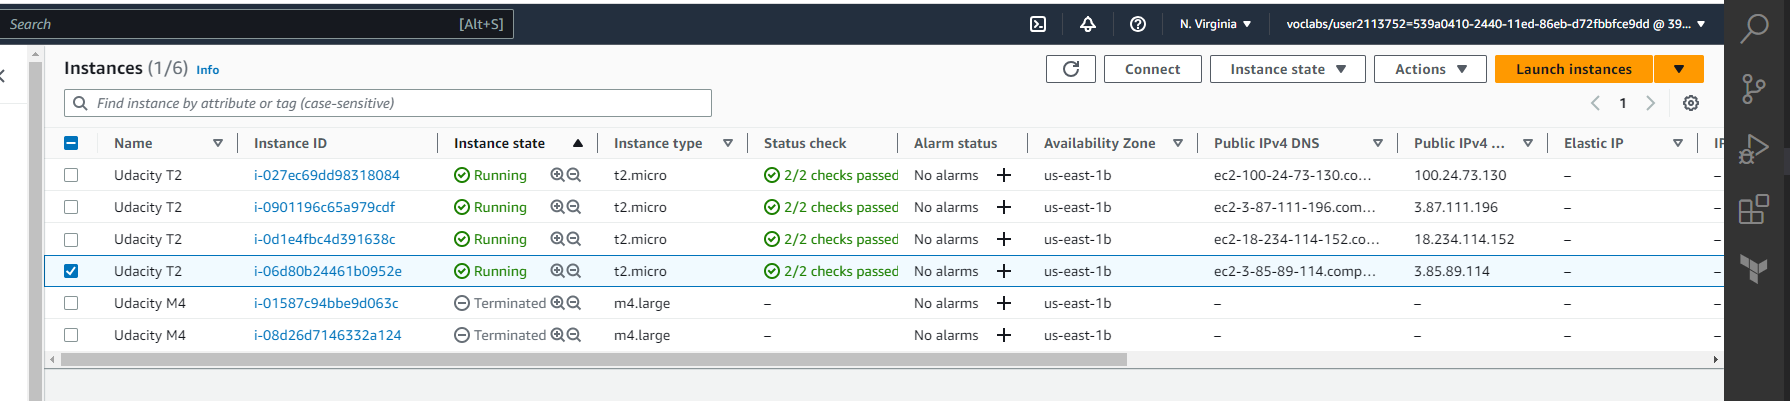 Search [Alt+S] N. Virginia voclabs/user2113752=539a0410-2440-11ed-86eb-d72fbbfce9dd @ 39...
Instances (1/6) Info Connect Instance state Actions Launch instances
Find instance by attribute or tag (case-sensitive) 1
Name Instance ID Instance state Instance type Status check Alarm status Availability Zone Public IPv4 DNS Public IPv4 ... Elastic IP IP
Udacity T2 i-027ec69dd98318084 Running t2.micro 2/2 checks passed No alarms + us-east-1b ec2-100-24-73-130.co... 100.24.73.130 – –
Udacity T2 i-0901196c65a979cdf Running t2.micro 2/2 checks passed No alarms + us-east-1b ec2-3-87-111-196.com... 3.87.111.196 – –
Udacity T2 i-0d1e4fbc4d391638c Running t2.micro 2/2 checks passed No alarms + us-east-1b ec2-18-234-114-152.co... 18.234.114.152 – –
Udacity T2 i-06d80b24461b0952e Running t2.micro 2/2 checks passed No alarms + us-east-1b ec2-3-85-89-114.comp... 3.85.89.114 – –
Udacity M4 i-01587c94bbe9d063c Terminated m4.large – No alarms + us-east-1b – – – –
Udacity M4 i-08d26d7146332a124 Terminated m4.large – No alarms + us-east-1b – – – –